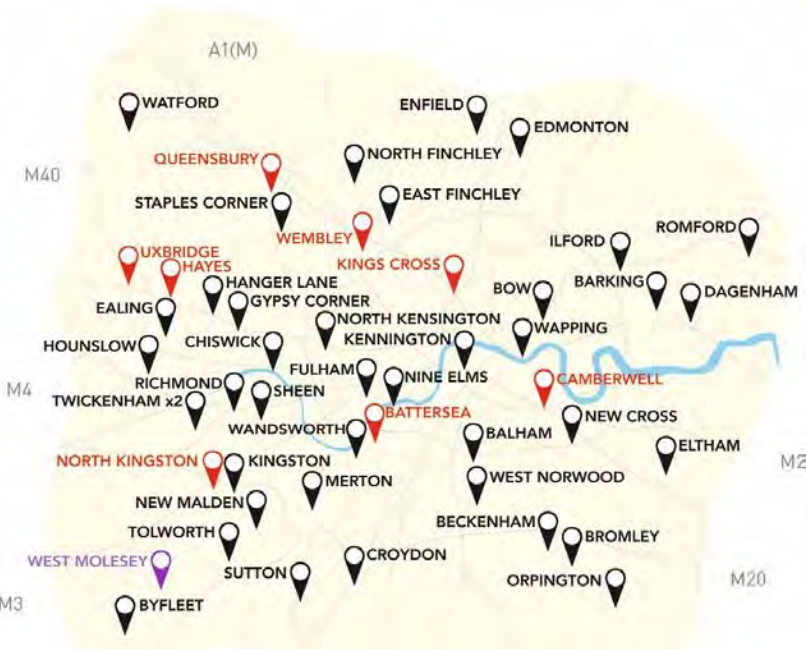 A1(M)
WATFORD
ENFIELD
EDMONTON
NORTH FINCHLEY
QUEENSBURY
M40
EAST FINCHLEY
STAPLES CORNER
ROMFORD
WEMBLEY
ILFORD
UXBRIDGE
HAYES
KINGS CROSS
HANGER LANE
BOW
BARKING
DAGENHAM
GYPSY CORNER
EALING
NORTH KENSINGTON
WAPPING
HOUNSLOW
CHISWICK
KENNINGTON
FULHAM
NINE ELMS
CAMBERWELL
M4
RICHMOND
SHEEN
TWICKENHAM x2
BATTERSEA
NEW CROSS
WANDSWORTH
BALHAM
ELTHAM
NORTH KINGSTON
KINGSTON
M2
MERTON
WEST NORWOOD
NEW MALDEN
BECKENHAM
TOLWORTH
BROMLEY
WEST MOLESEY
CROYDON
SUTTON
ORPINGTON
M20
M3
BYFLEET